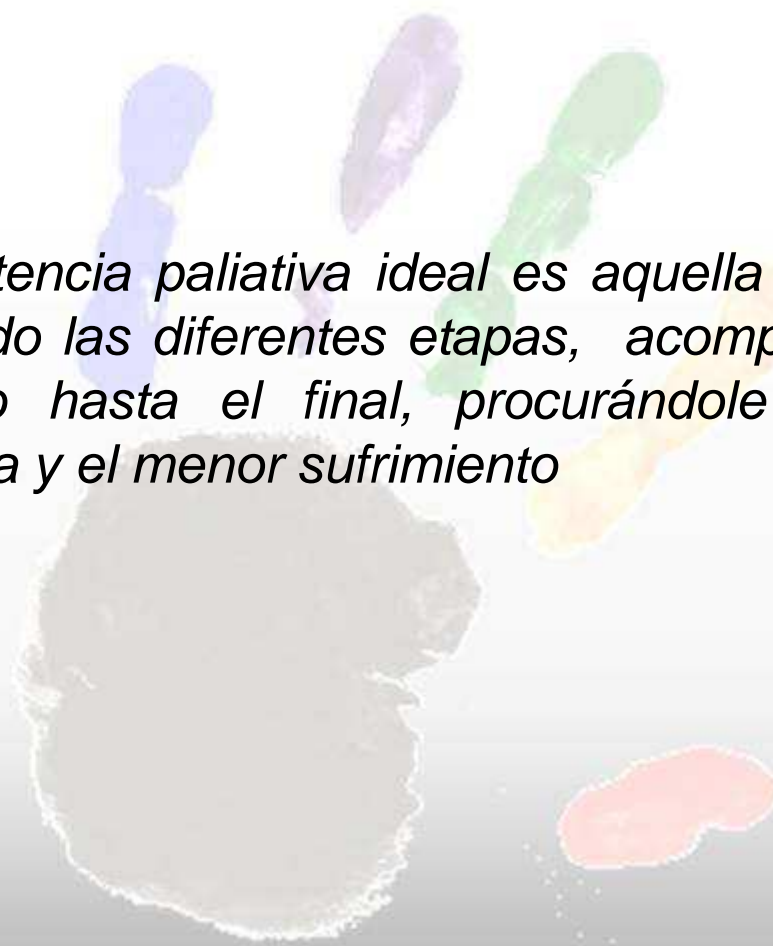 tencia paliativa ideal es aquella
do las diferentes etapas, acomp
o hasta el final, procurándole
a y el menor sufrimiento